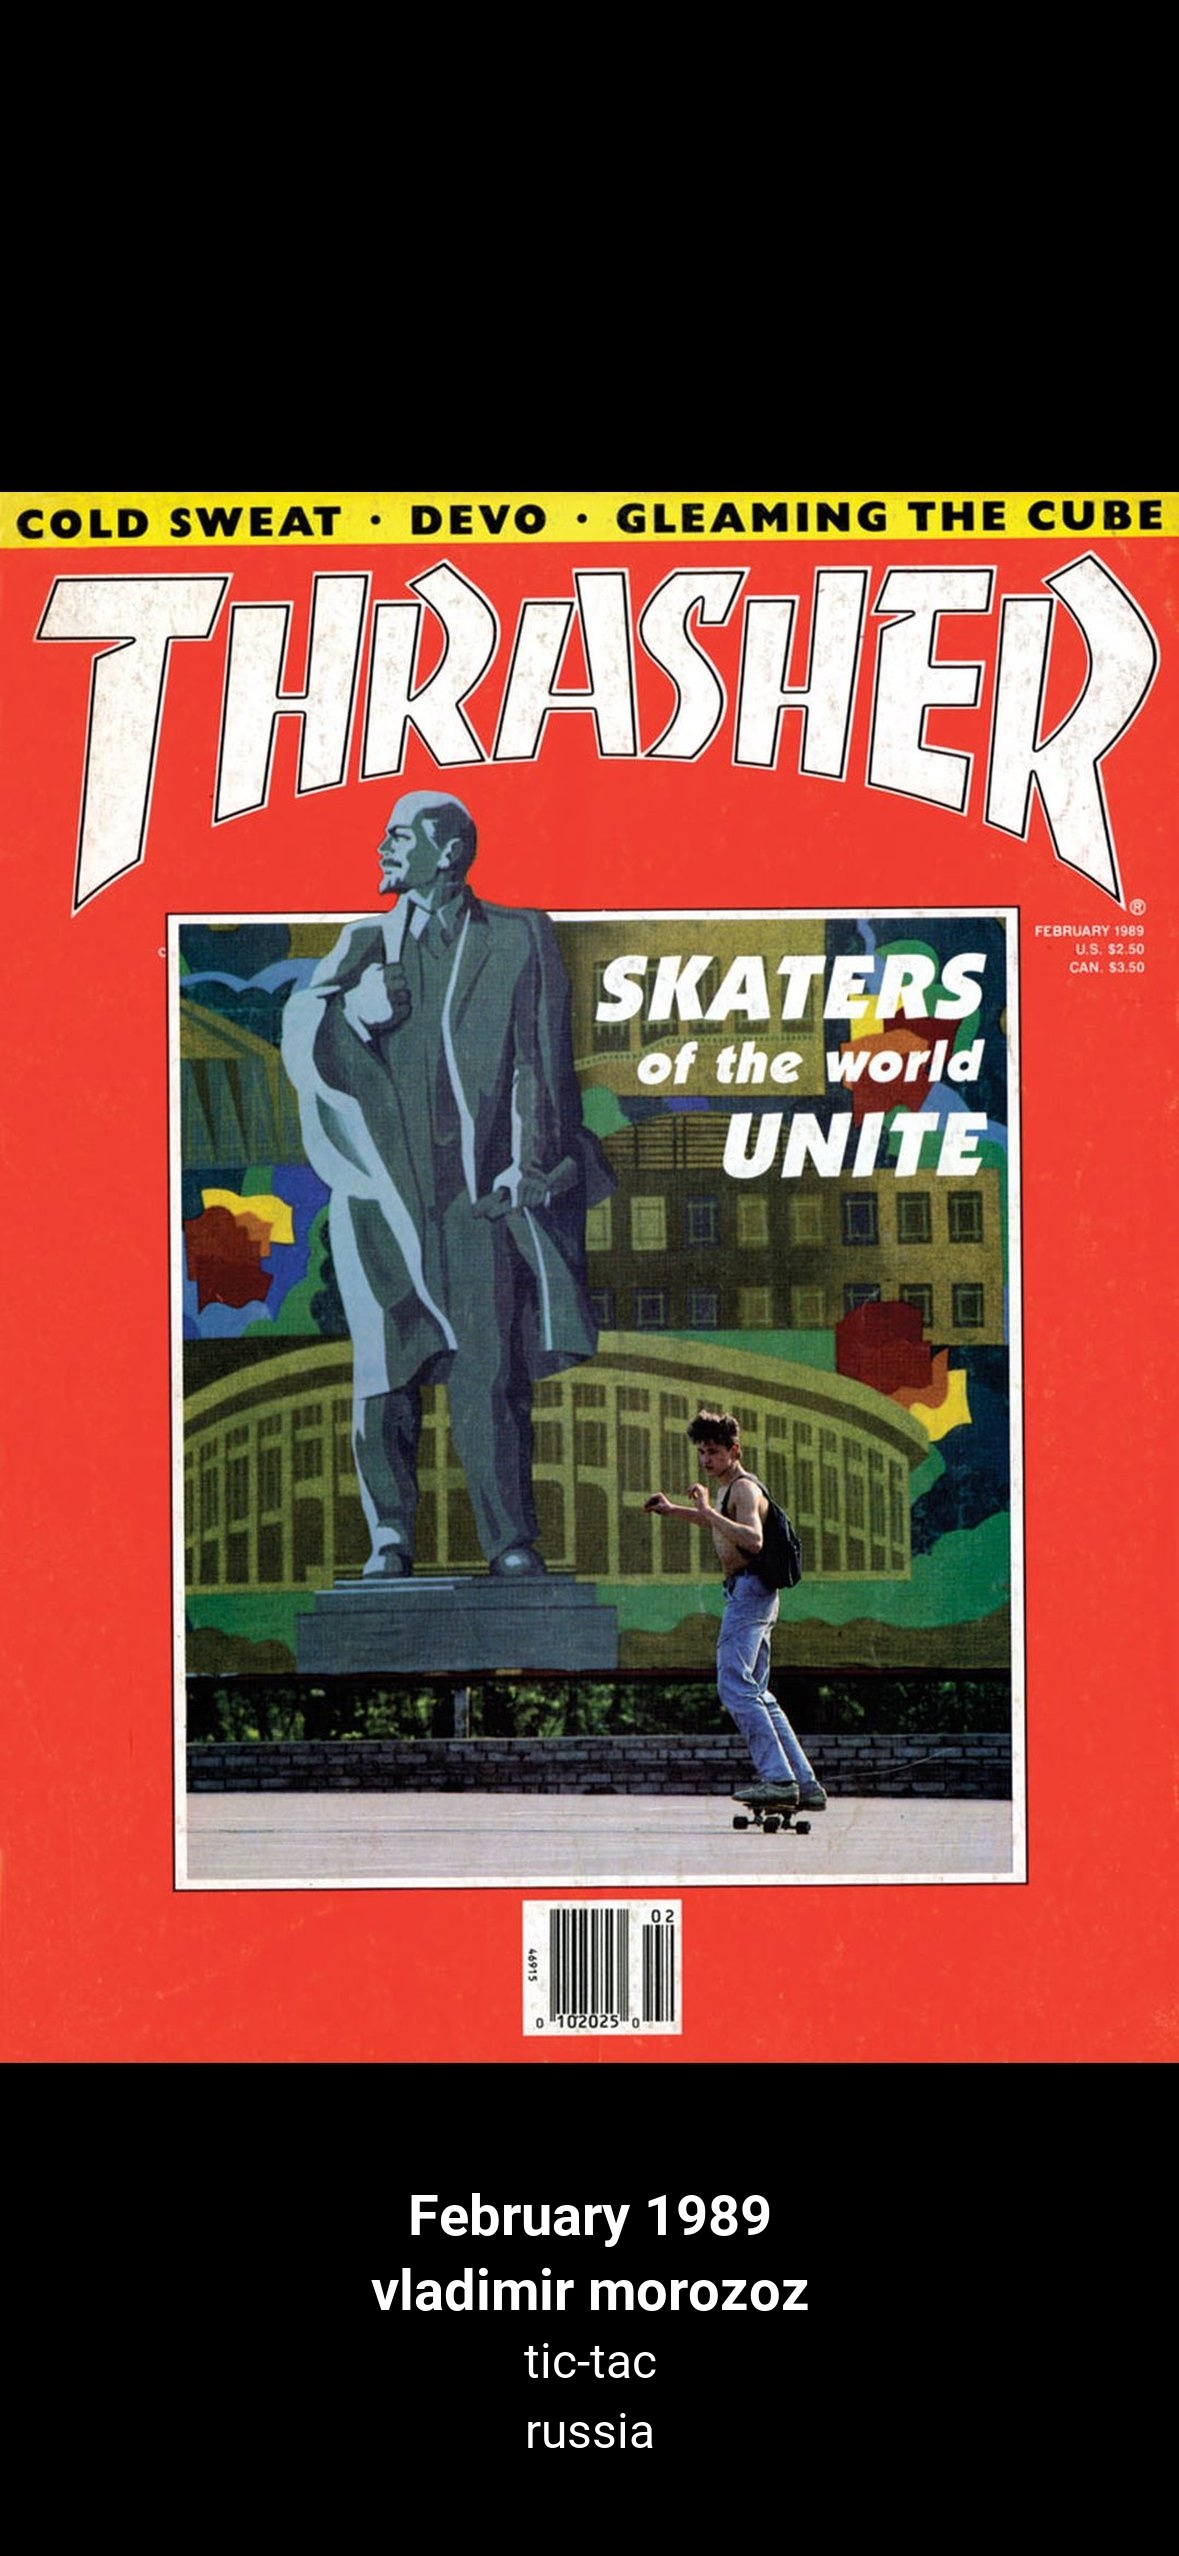 COLD SWEAT • DEVO • GLEAMING THE CUBE
THRASHER®
FEBRUARY 1989
U.S. $2.50
CAN. $3.50
SKATERS
of the world
UNITE
02
46915
0 102025 0
February 1989
vladimir morozoz
tic-tac
russia